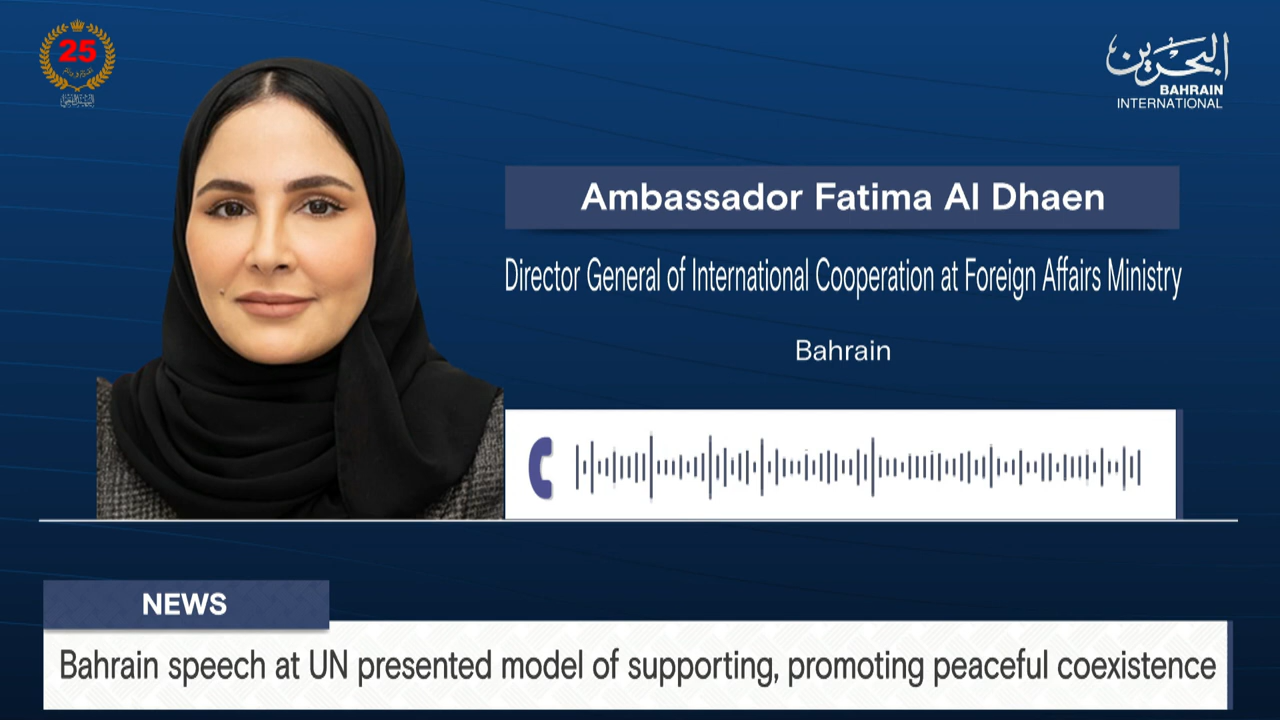 25
البحرين
BAHRAIN
INTERNATIONAL
Ambassador Fatima Al Dhaen
Director General of International Cooperation at Foreign Affairs Ministry
Bahrain
NEWS
Bahrain speech at UN presented model of supporting, promoting peaceful coexistence